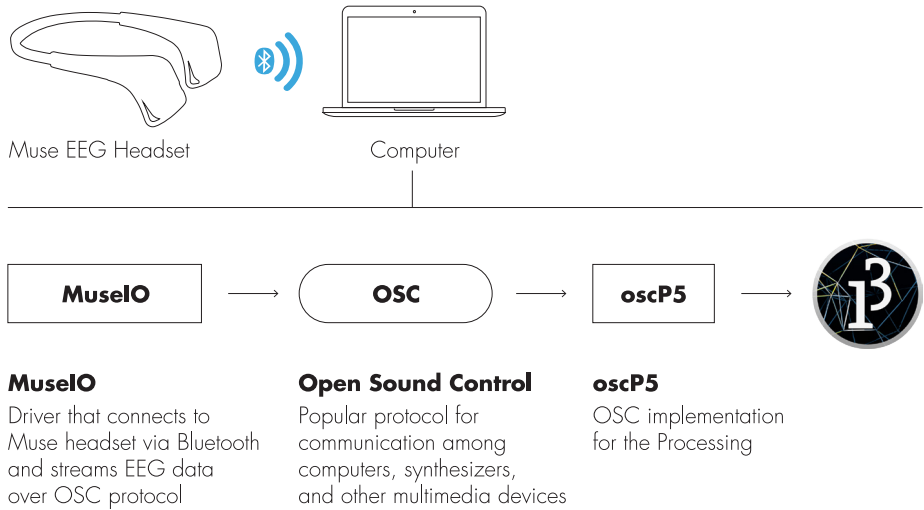 Muse EEG Headset
Computer
MuseIO
OSC
oscP5
3
MuseIO
Driver that connects to
Muse headset via Bluetooth
and streams EEG data
over OSC protocol
Open Sound Control
Popular protocol for
communication among
computers, synthesizers,
and other multimedia devices
oscP5
OSC implementation
for the Processing